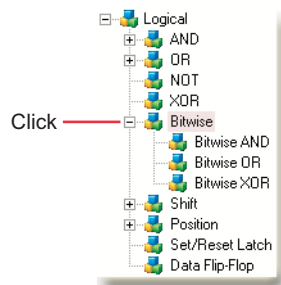 Logical
AND
OR
NOT
XOR
Click
Bitwise
Bitwise AND
Bitwise OR
Bitwise XOR
Shift
Position
Set/Reset Latch
Data Flip-Flop